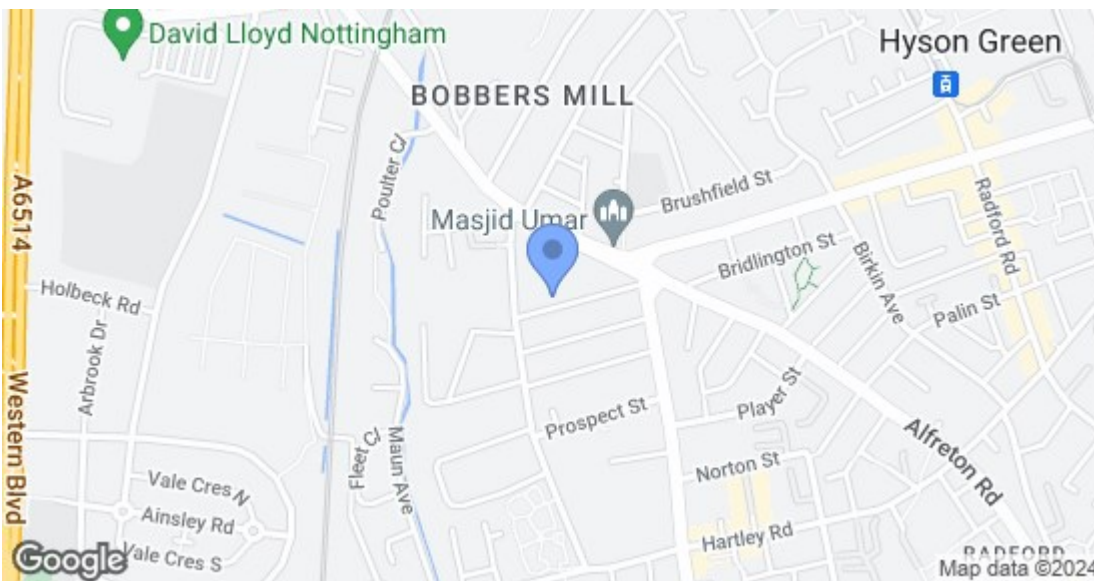 David Lloyd Nottingham
Hyson Green
BOBBERS MILL
Poulter Cl
A6514
Masjid Umar
Brushfield St
Radford Rd
Bridlington St
Birkin Ave
Holbeck Rd
Palin St
Arbrook Dr
Western Blvd
Player St
Prospect St
Alfreton Rd
Fleet Cl
Maun Ave
Norton St
Vale Cres N
Ainsley Rd
Hartley Rd
Vale Cres S
RADFORD
Google
Map data ©2024